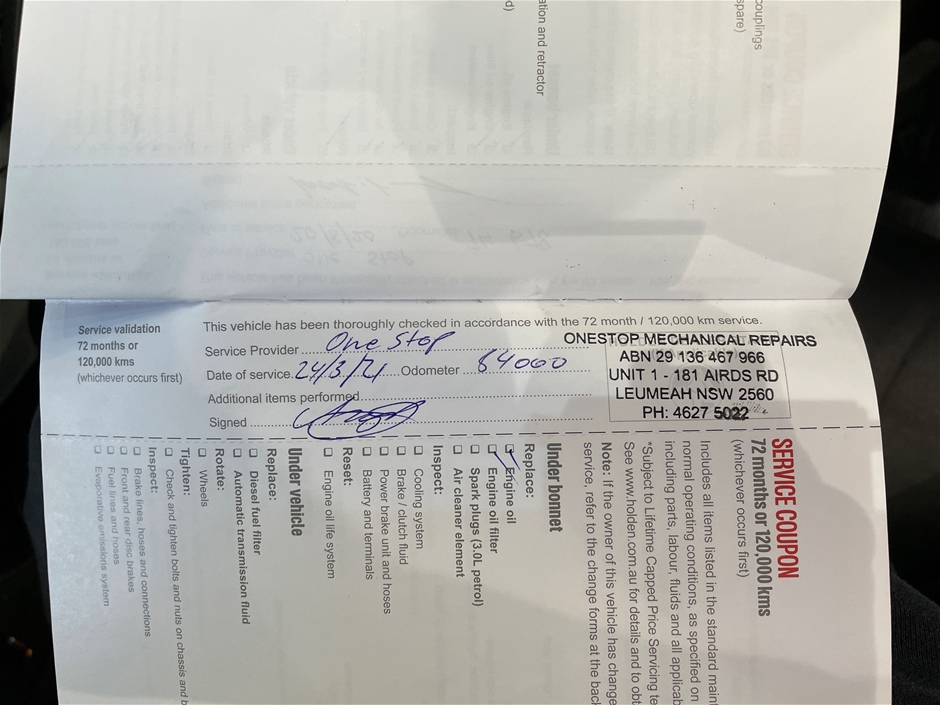 ation and retractor
d)
couplings
spare)
Service validation
72 months or
120,000 kms
(whichever occurs first)
This vehicle has been thoroughly checked in accordance with the 72 month / 120,000 km service.
Service Provider One Stop
Date of service 24/3/21 Odometer 84000
Additional items performed
Signed
ONESTOP MECHANICAL REPAIRS
ABN 29 136 467 966
UNIT 1 - 181 AIRDS RD
LEUMEAH NSW 2560
PH: 4627 5022
SERVICE COUPON
72 months or 120,000 kms
(whichever occurs first)
Includes all items listed in the standard maint
normal operating conditions, as specified on
including parts, labour, fluids and all applicab
*Subject to Lifetime Capped Price Servicing te
See www.holden.com.au for details and to obt
Note: If the owner of this vehicle has change
service, refer to the change forms at the back
Under bonnet
Replace:
Engine oil
Engine oil filter
Spark plugs (3.0L petrol)
Air cleaner element
Inspect:
Cooling system
Brake / clutch fluid
Power brake unit and hoses
Battery and terminals
Reset:
Engine oil life system
Under vehicle
Replace:
Diesel fuel filter
Automatic transmission fluid
Rotate:
Wheels
Tighten:
Check and tighten bolts and nuts on chassis and b
Inspect:
Brake lines, hoses and connections
Front and rear disc brakes
Fuel lines and hoses
Evaporative emissions system